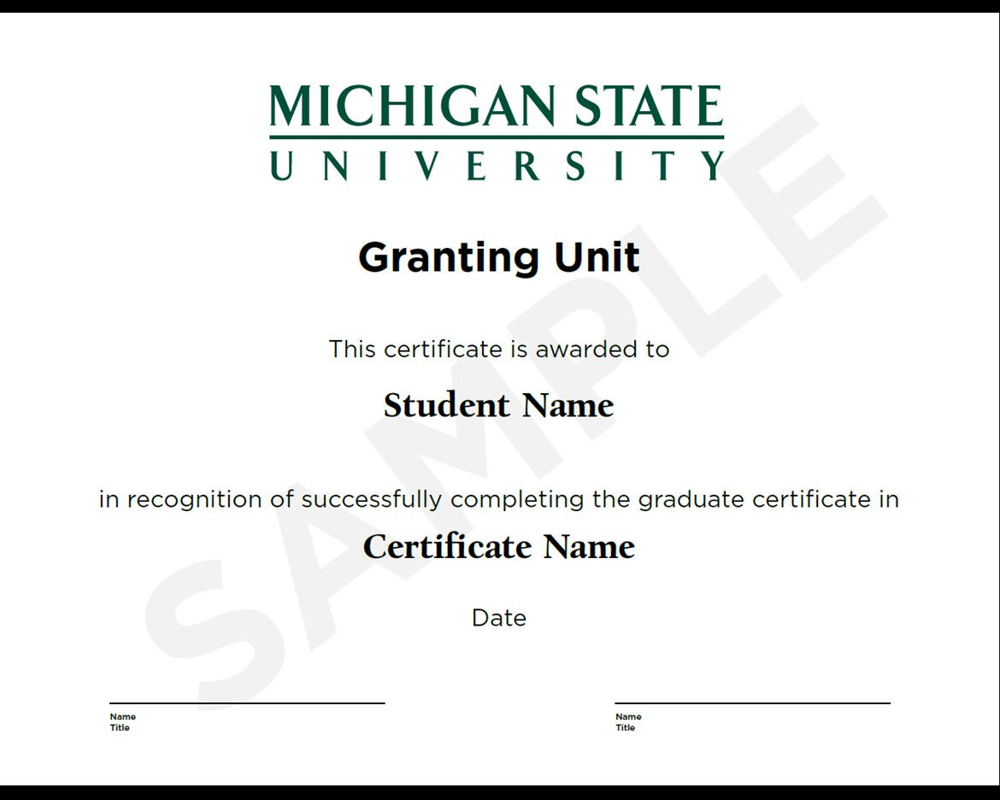 MICHIGAN STATE
UNIVERSITY
Granting Unit
This certificate is awarded to
Student Name
in recognition of successfully completing the graduate certificate in
Certificate Name
Date
Name
Title
Name
Title
SAMPLE